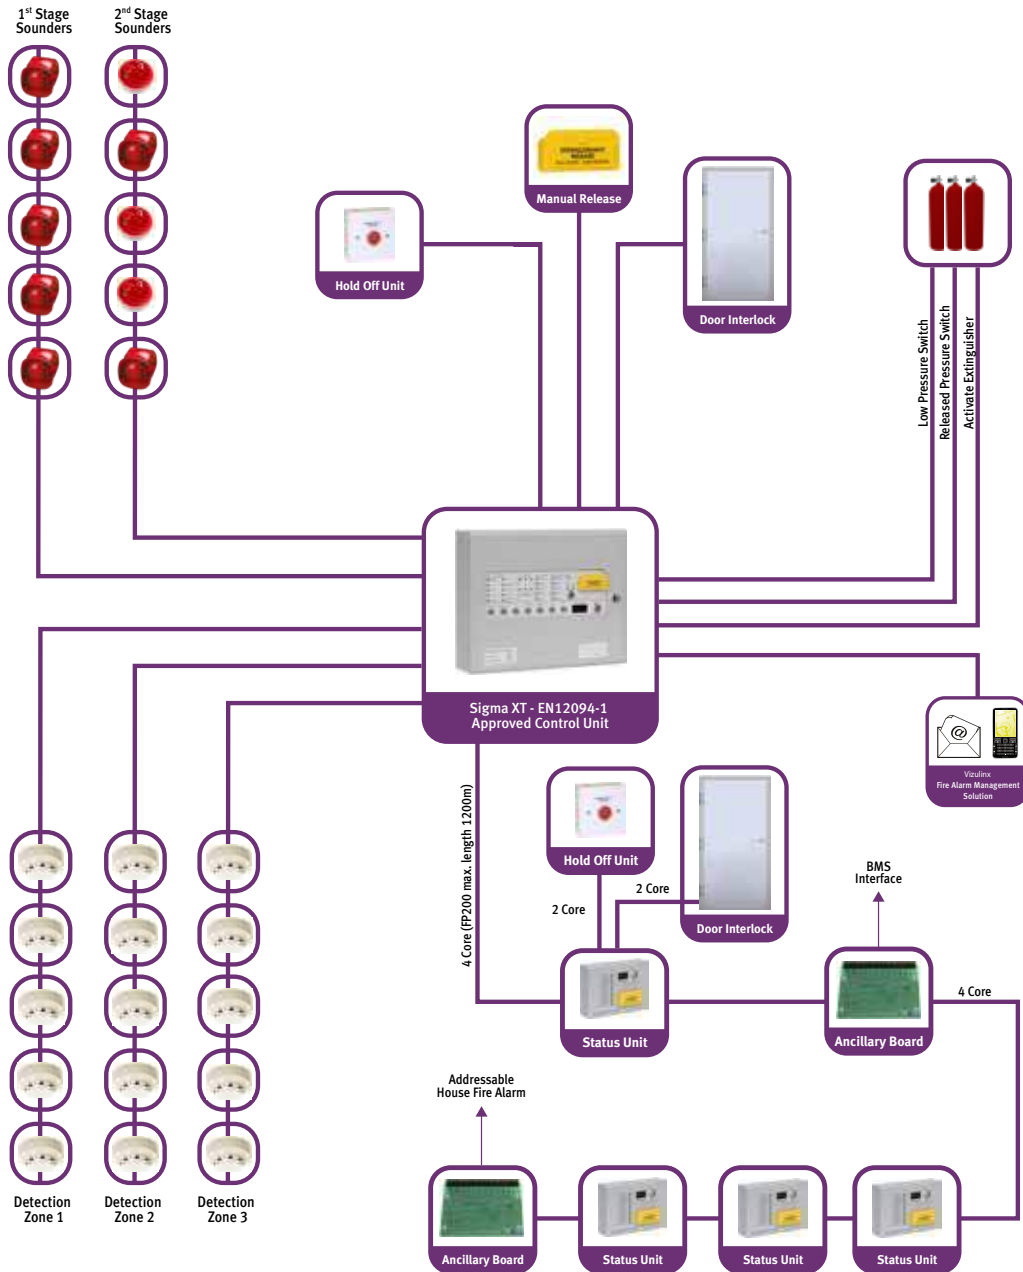 1st Stage
Sounders
2nd Stage
Sounders
Manual Release
Hold Off Unit
Door Interlock
Low Pressure Switch
Released Pressure Switch
Activate Extinguisher
Sigma XT - EN12094-1
Approved Control Unit
@
Vizulinx
Fire Alarm Management
Solution
4 Core (FP200 max. length 1200m)
Hold Off Unit
Door Interlock
2 Core
2 Core
BMS
Interface
Status Unit
Ancillary Board
4 Core
Addressable
House Fire Alarm
Detection
Zone 1
Detection
Zone 2
Detection
Zone 3
Ancillary Board
Status Unit
Status Unit
Status Unit